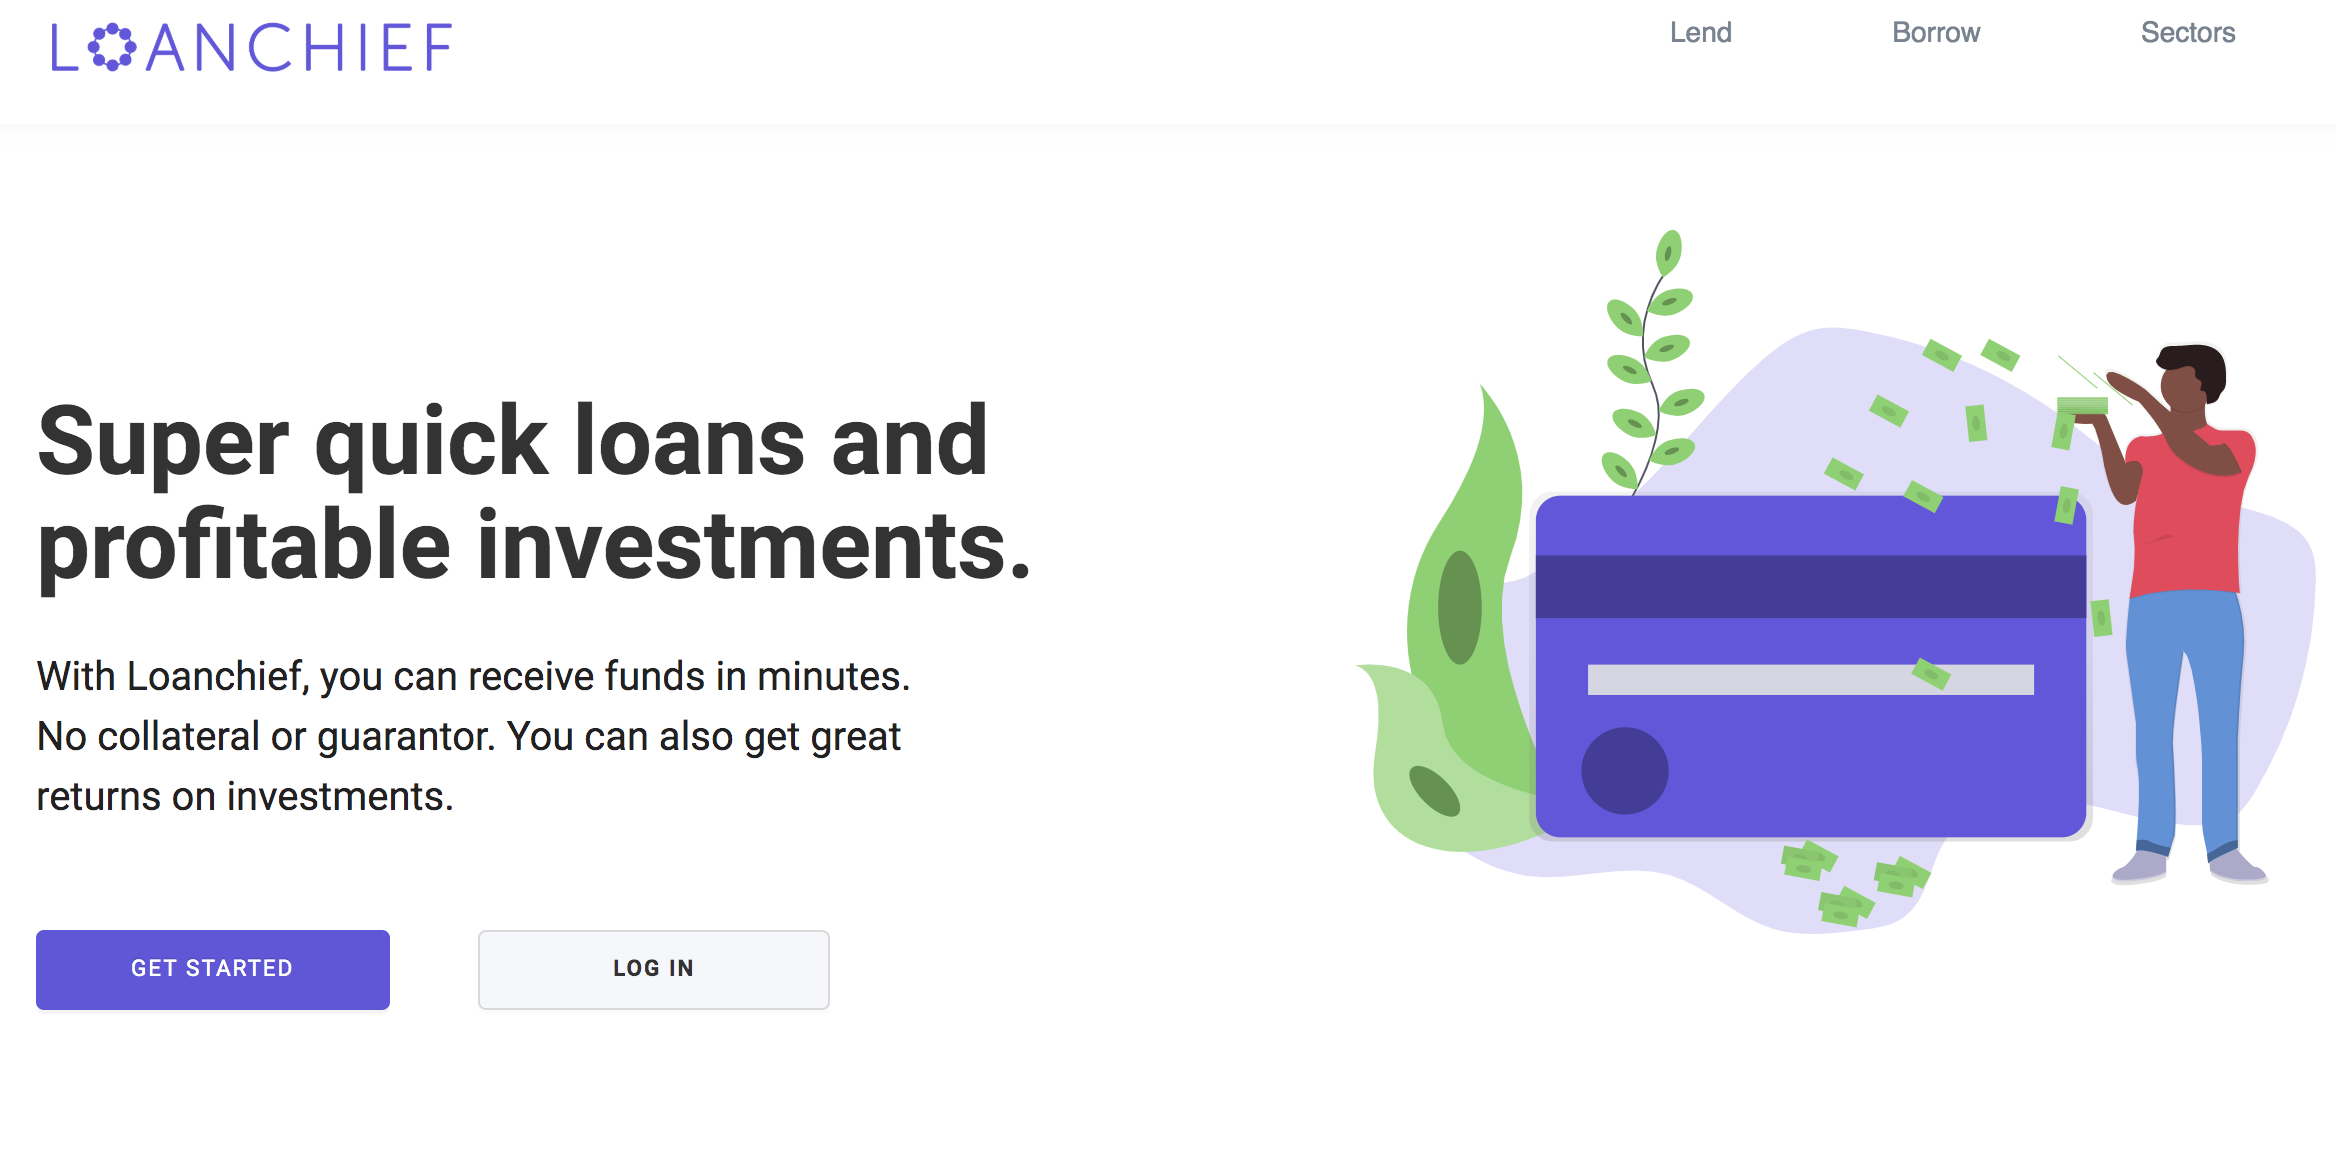 LOANCHIEF
Lend
Borrow
Sectors
Super quick loans and
profitable investments.
With Loanchief, you can receive funds in minutes.
No collateral or guarantor. You can also get great
returns on investments.
GET STARTED
LOG IN